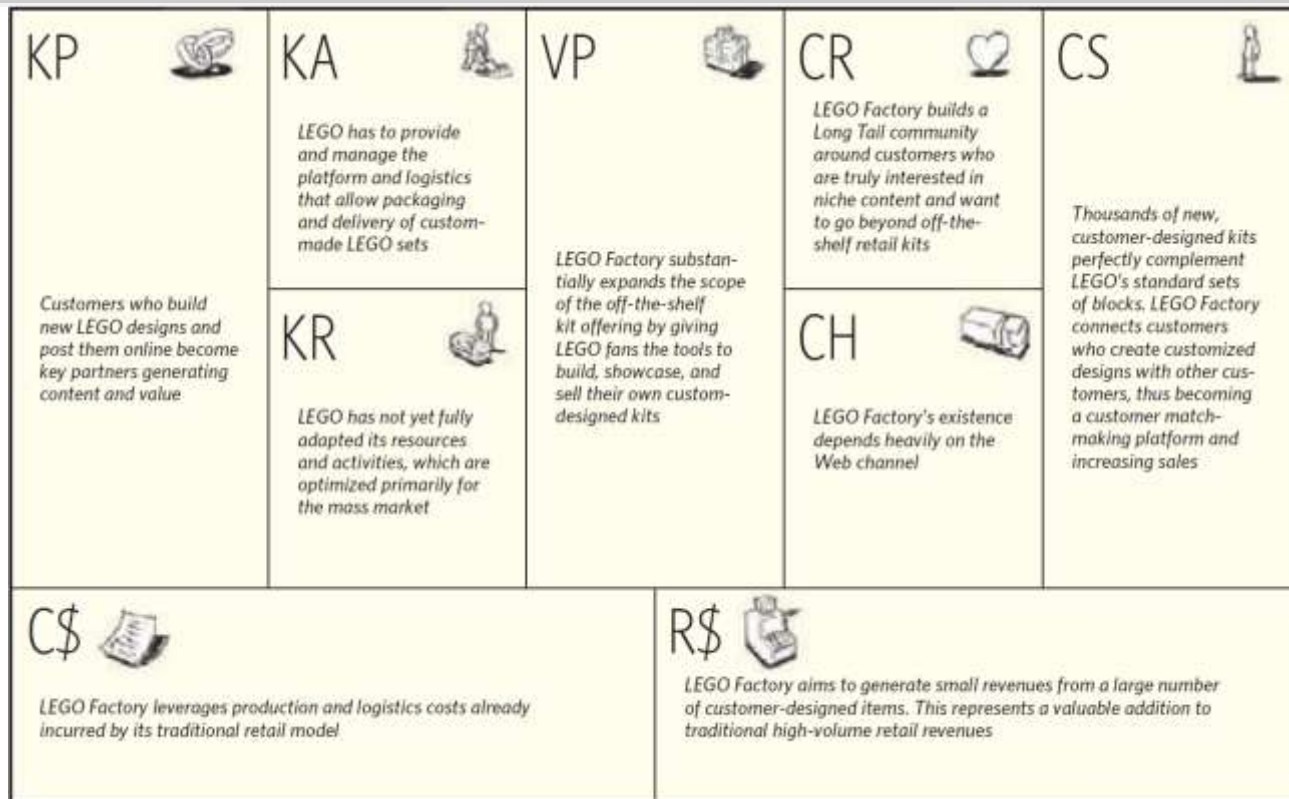 KP
Customers who build
new LEGO designs and
post them online become
key partners generating
content and value
KA
LEGO has to provide
and manage the
platform and logistics
that allow packaging
and delivery of custom-
made LEGO sets
KR
LEGO has not yet fully
adapted its resources
and activities, which are
optimized primarily for
the mass market
VP
LEGO Factory substan-
tially expands the scope
of the off-the-shelf
kit offering by giving
LEGO fans the tools to
build, showcase, and
sell their own custom-
designed kits
CR
LEGO Factory builds a
Long Tail community
around customers who
are truly interested in
niche content and want
to go beyond off-the-
shelf retail kits
CH
LEGO Factory's existence
depends heavily on the
Web channel
CS
Thousands of new,
customer-designed kits
perfectly complement
LEGO's standard sets
of blocks. LEGO Factory
connects customers
who create customized
designs with other cus-
tomers, thus becoming
a customer match-
making platform and
increasing sales
C$
LEGO Factory leverages production and logistics costs already
incurred by its traditional retail model
R$
LEGO Factory aims to generate small revenues from a large number
of customer-designed items. This represents a valuable addition to
traditional high-volume retail revenues